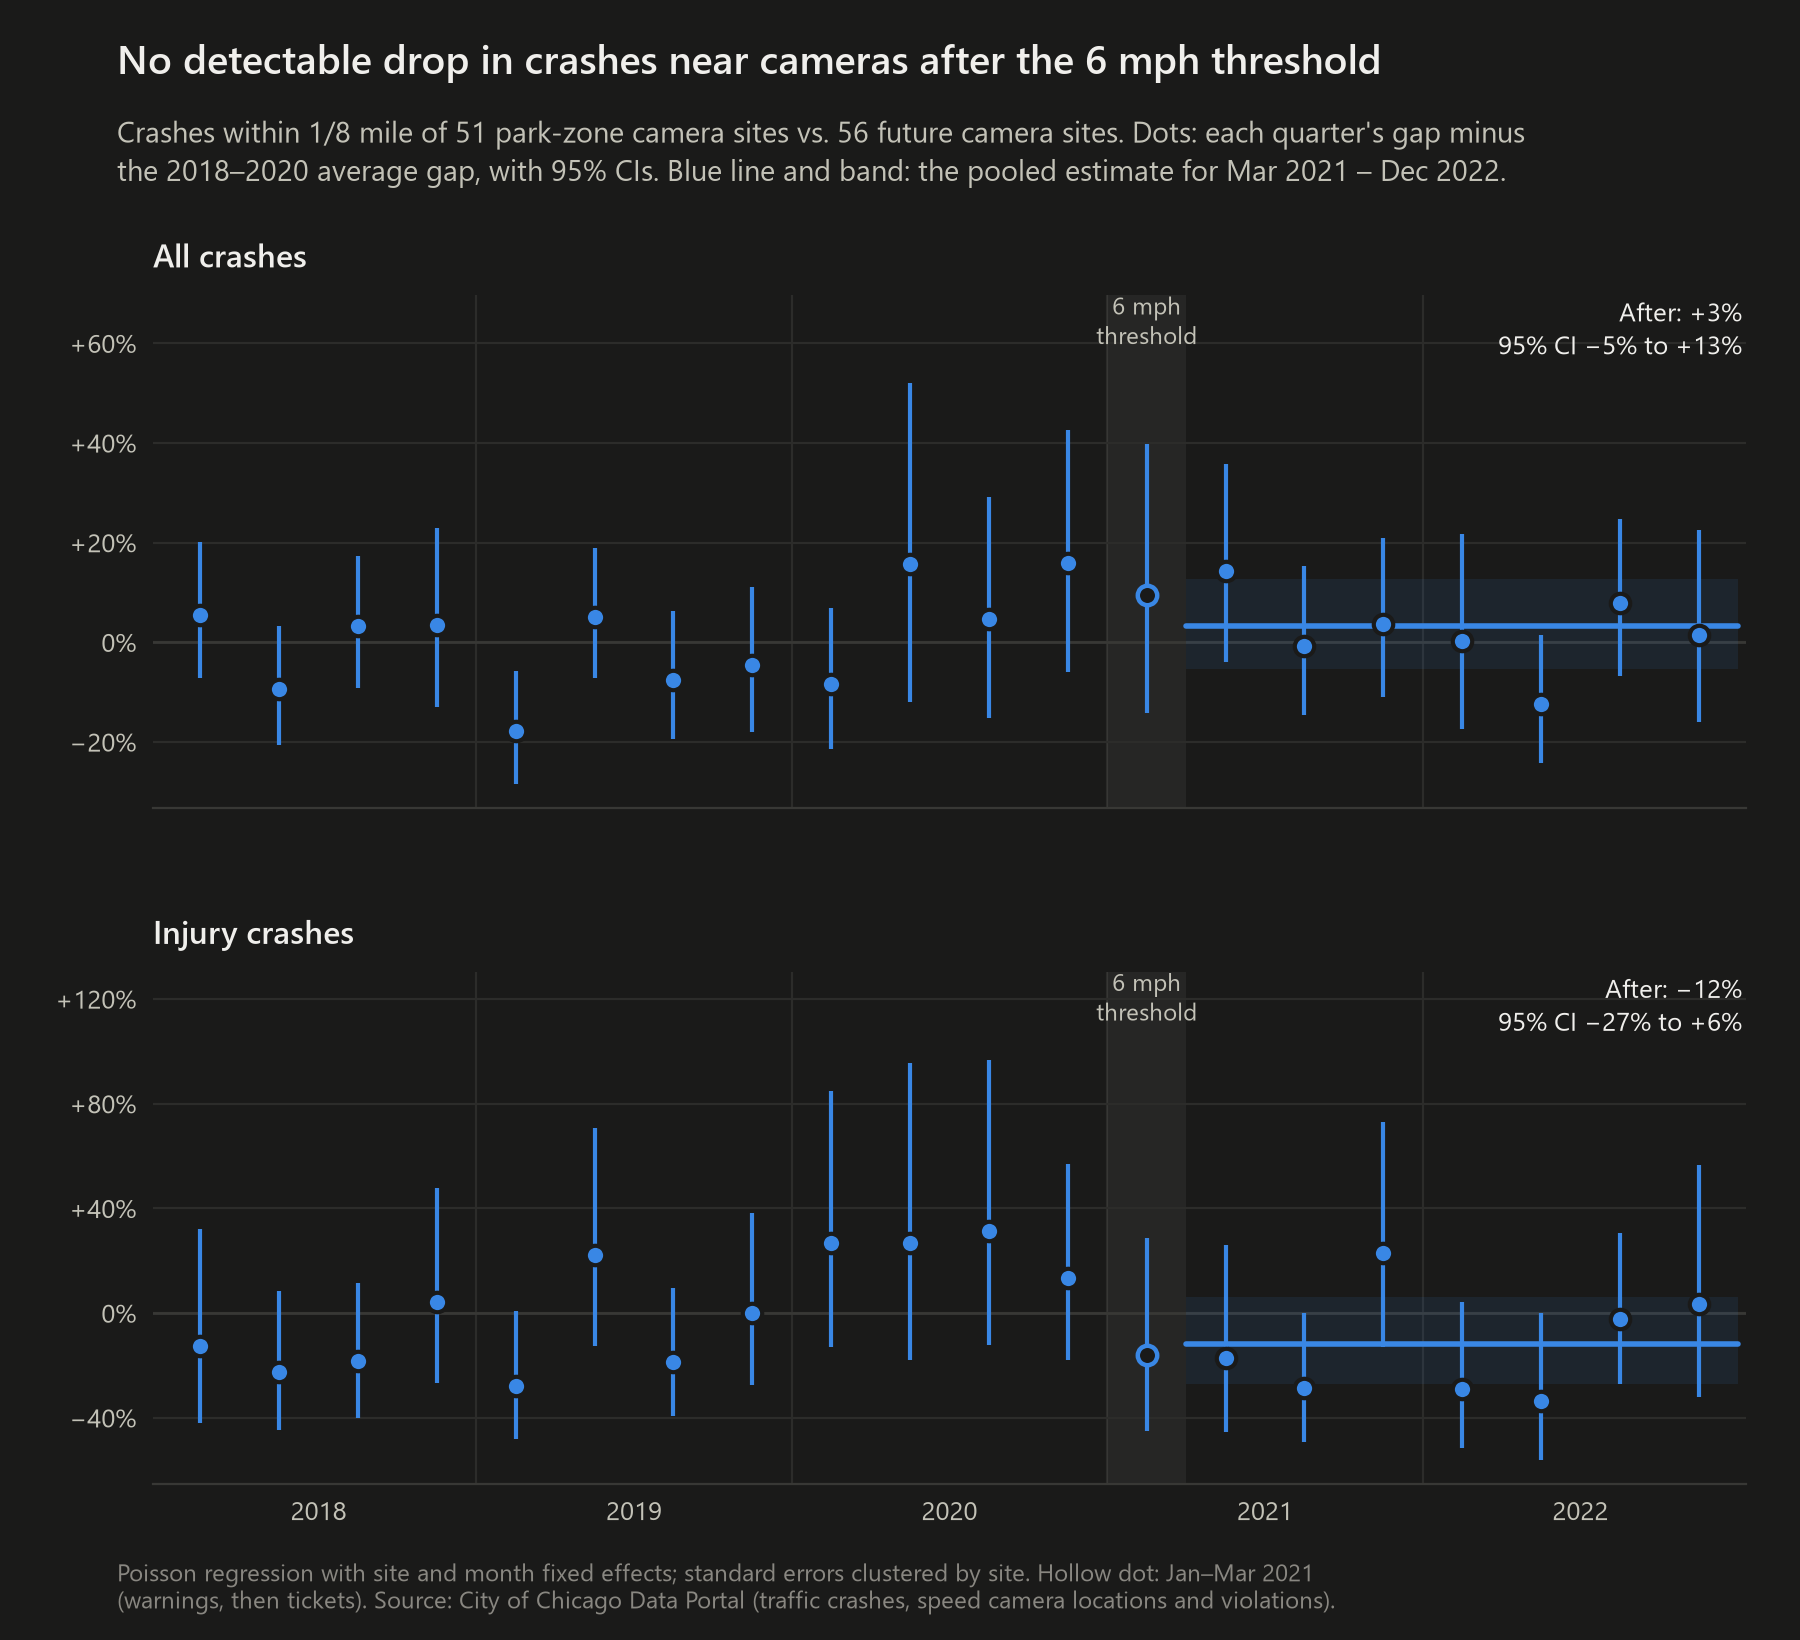 No detectable drop in crashes near cameras after the 6 mph threshold
Crashes within 1/8 mile of 51 park-zone camera sites vs. 56 future camera sites. Dots: each quarter's gap minus
the 2018–2020 average gap, with 95% CIs. Blue line and band: the pooled estimate for Mar 2021 – Dec 2022.
All crashes
6 mph
threshold
After: +3%
95% CI −5% to +13%
+60%
+40%
+20%
0%
−20%
Injury crashes
6 mph
threshold
After: −12%
95% CI −27% to +6%
+120%
+80%
+40%
0%
−40%
2018 2019 2020 2021 2022
Poisson regression with site and month fixed effects; standard errors clustered by site. Hollow dot: Jan–Mar 2021
(warnings, then tickets). Source: City of Chicago Data Portal (traffic crashes, speed camera locations and violations).